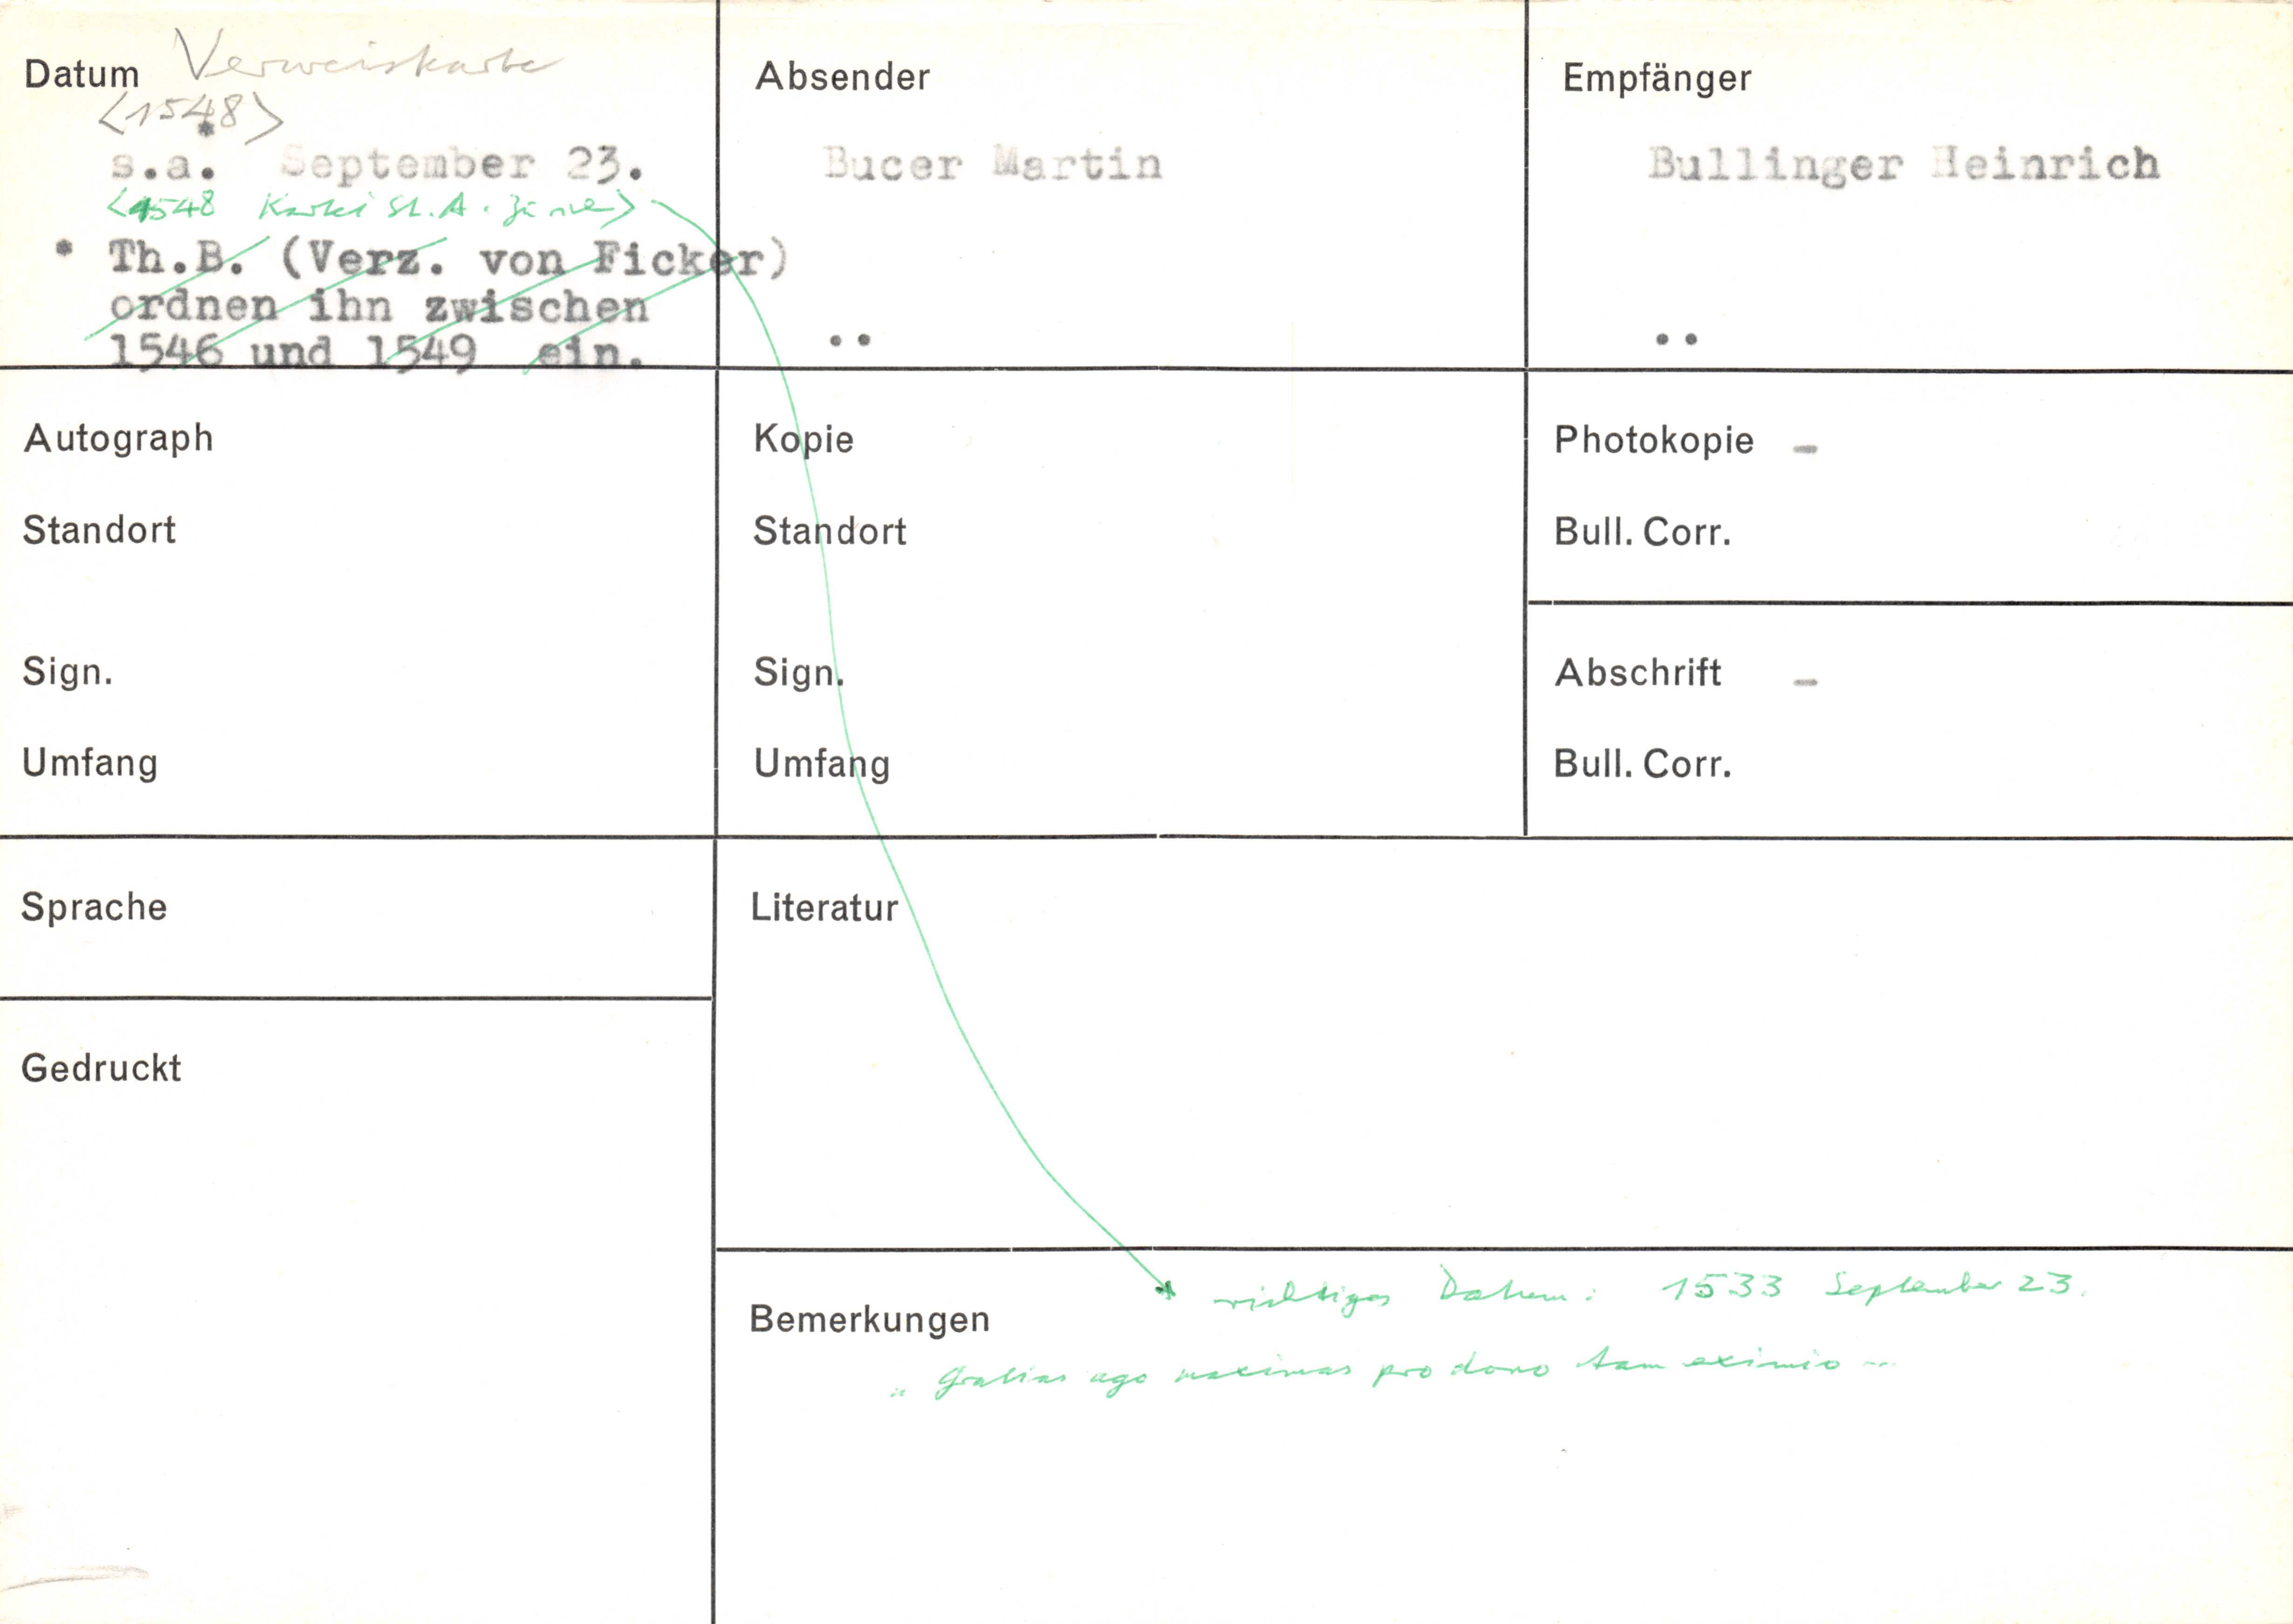 Datum Verweiskarte
<1548>
*
s.a. September 23.
<1548 Kartei St. A. Zürich>
* Th.B. (Verz. von Ficker)
ordnen ihn zwischen
1546 und 1549 ein.
Absender
Bucer Martin
..
Empfänger
Bullinger Heinrich
..
Autograph
Standort
Sign.
Umfang
Kopie
Standort
Sign.
Umfang
Photokopie -
Bull. Corr.
Abschrift -
Bull. Corr.
Sprache
Gedruckt
Literatur
Bemerkungen
* richtiges Datum: 1533 September 23.
„ Gratias ago maximas pro dono tam eximio ...